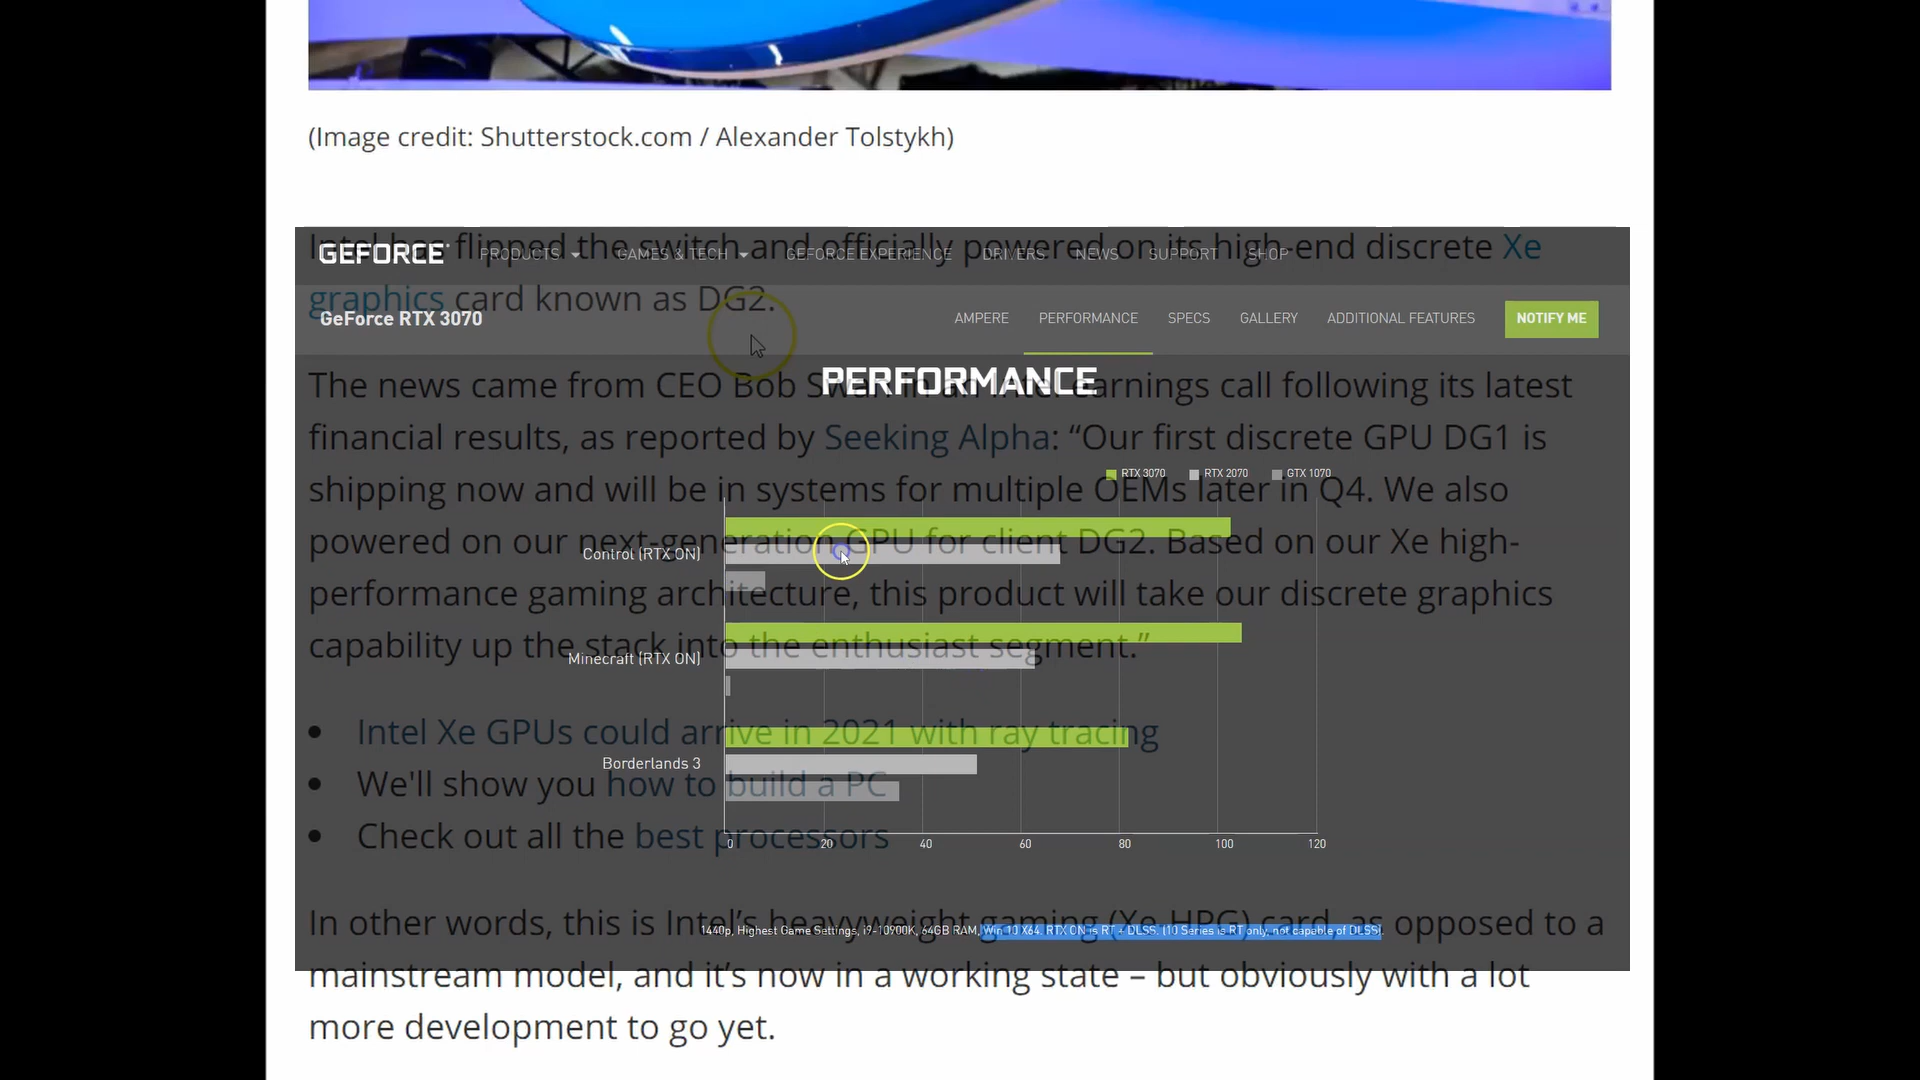 (Image credit: Shutterstock.com / Alexander Tolstykh)
Intel has flipped the switch and officially powered on its high-end discrete Xe
graphics card known as DG2.
GEFORCE PRODUCTS GAMES & TECH GEFORCE EXPERIENCE DRIVERS NEWS SUPPORT SHOP
GeForce RTX 3070 AMPERE PERFORMANCE SPECS GALLERY ADDITIONAL FEATURES NOTIFY ME
PERFORMANCE
The news came from CEO Bob Swan in an Intel earnings call following its latest
financial results, as reported by Seeking Alpha: “Our first discrete GPU DG1 is
RTX 3070 RTX 2070 GTX 1070
shipping now and will be in systems for multiple OEMs later in Q4. We also
powered on our next-generation GPU for client DG2. Based on our Xe high-
Control (RTX ON)
performance gaming architecture, this product will take our discrete graphics
capability up the stack into the enthusiast segment.”
Minecraft (RTX ON)
Intel Xe GPUs could arrive in 2021 with ray tracing
Borderlands 3
We'll show you how to build a PC
Check out all the best processors
0 20 40 60 80 100 120
In other words, this is Intel’s heavyweight gaming (Xe HPG) card, as opposed to a
1440p, Highest Game Settings, i9-10900K, 64GB RAM, Win 10 X64. RTX ON is RT + DLSS. (10 Series is RT only, not capable of DLSS).
mainstream model, and it’s now in a working state – but obviously with a lot
more development to go yet.